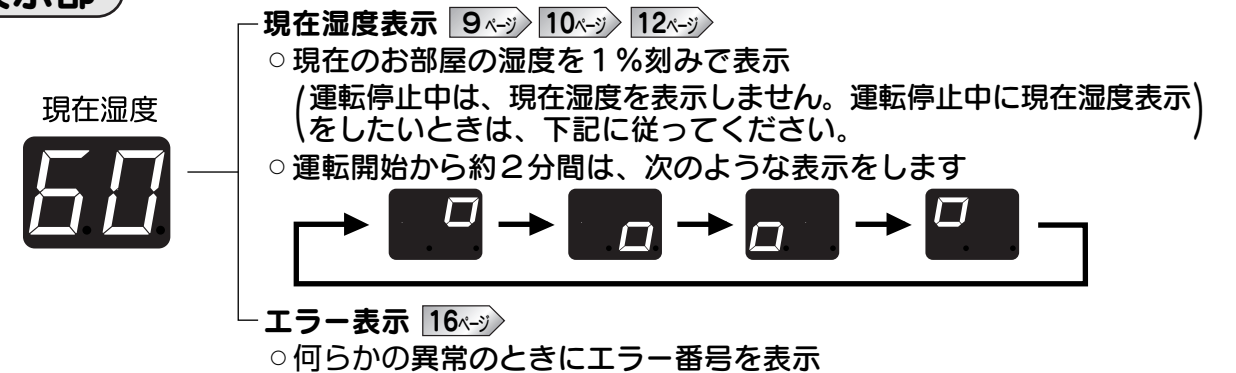 表示部
現在湿度表示 9ページ 10ページ 12ページ
○現在のお部屋の湿度を1%刻みで表示
(運転停止中は、現在湿度を表示しません。運転停止中に現在湿度表示
をしたいときは、下記に従ってください。)
現在湿度
60
○運転開始から約2分間は、次のような表示をします
エラー表示 16ページ
○何らかの異常のときにエラー番号を表示